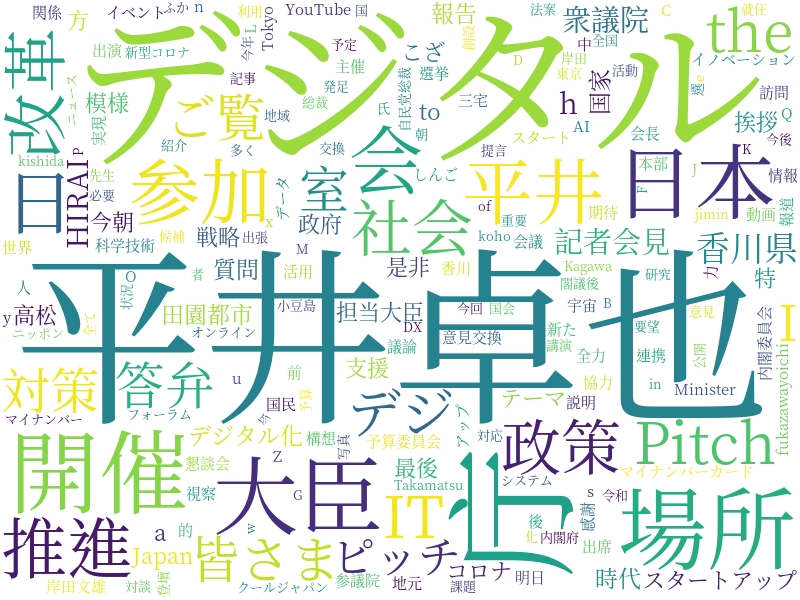 関係
イベント
ふか
n
YouTube
国
利用
法案
C
就任
方
報告
衆議院
the
改革
デジタル
出演
新型コロナ
今年
L
Tokyo
予定
こさ
中
全国
イノベーション
創設
D
岸田
ニュース
模様
ご覧
記事
主催
選挙
発足
自民党総裁
to
h
国家
東京
活動
選
e
訪問
実現
地域
総裁
氏
三宅
スタート
AI
会長
挨拶
Q
今後
kishida
P
紹介
多く
交換
朝
提言
日本
本部
K
F
J
情報
先生
必要
HIRAI
日
参加
室
会
しんご
平井
jimin
動画
報道
今朝
x
データ
政府
社会
of
重要
期待
世界
候補
戦略
出張
M
koho
会議
記者会見
香川県
特
科学技術
質問
者
活用
是非
香川
Kagawa
閣議後
研究
力
人
状況
O
平井卓也
y
高松
田園都市
小豆島
担当大臣
今回
国会
宇宙
B
I
全て
ニッポン
オンライン
DX
新た
要望
意見
意見交換
議論
講演
全力
連携
公開
内閣委員会
対策
答弁
u
前
支援
デジ
協力
in
Minister
fukazawayoichi
マイナンバー
フォーラム
国民
予算
今
テーマ
説明
開催
デジタル化
構想
写真
予算委員会
アップ
対応
政策
Pitch
懇談会
Z
最後
マイナンバーカード
視察
大臣
G
IT
Takamatsu
システム
庁
場所
s
令和
推進
a
的
w
皆さま
ピッチ
コロナ
後
化
内閣府
感謝
出席
Japan
岸田文雄
対談
登壇
クールジャパン
参議院
地元
課題
明日
時代
スタートアップ